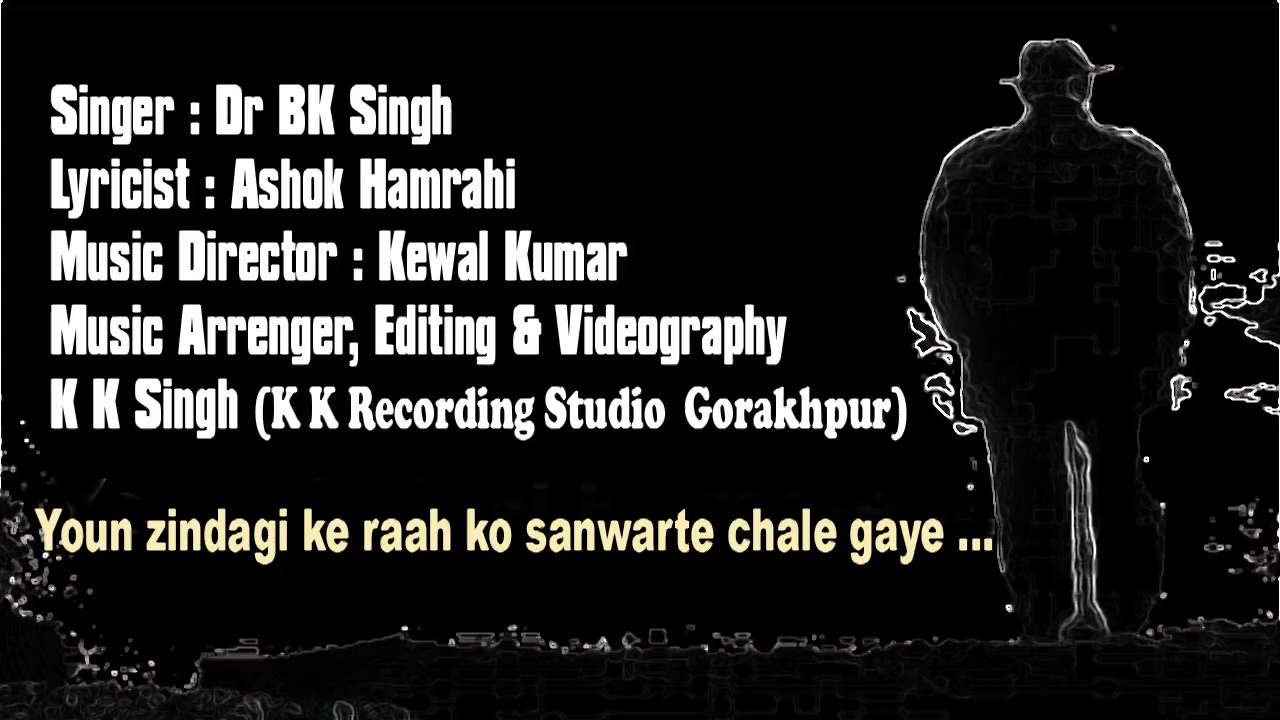 Singer : Dr BK Singh
Lyricist : Ashok Hamrahi
Music Director : Kewal Kumar
Music Arrenger, Editing & Videography
K K Singh (K K Recording Studio Gorakhpur)
Youn zindagi ke raah ko sanwarte chale gaye ...